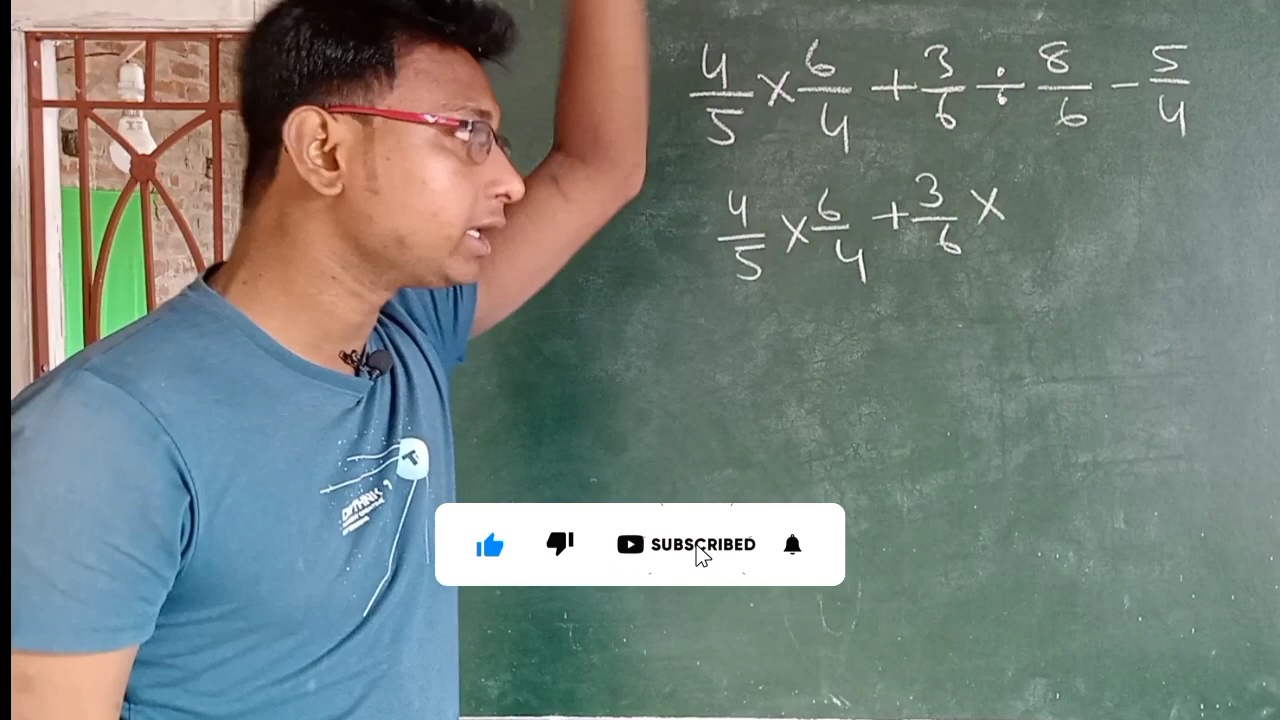 4/5 × 6/4 + 3/6 ÷ 8/6 − 5/4
4/5 × 6/4 + 3/6 ×
SUBSCRIBED